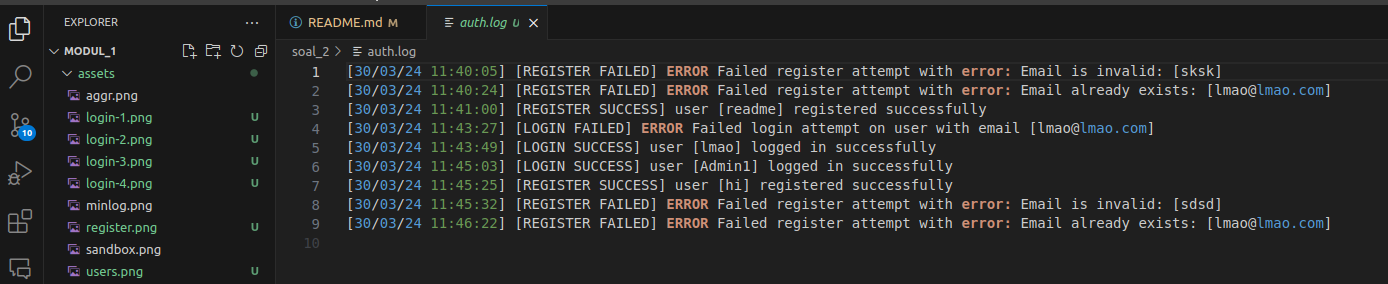 EXPLORER ...
MODUL_1
assets
aggr.png
login-1.png U
login-2.png U
login-3.png U
login-4.png U
minlog.png
register.png U
sandbox.png
users.png U
10
README.md M
auth.log U
soal_2 > auth.log
1 [30/03/24 11:40:05] [REGISTER FAILED] ERROR Failed register attempt with error: Email is invalid: [sksk]
2 [30/03/24 11:40:24] [REGISTER FAILED] ERROR Failed register attempt with error: Email already exists: [lmao@lmao.com]
3 [30/03/24 11:41:00] [REGISTER SUCCESS] user [readme] registered successfully
4 [30/03/24 11:43:27] [LOGIN FAILED] ERROR Failed login attempt on user with email [lmao@lmao.com]
5 [30/03/24 11:43:49] [LOGIN SUCCESS] user [lmao] logged in successfully
6 [30/03/24 11:45:03] [LOGIN SUCCESS] user [Admin1] logged in successfully
7 [30/03/24 11:45:25] [REGISTER SUCCESS] user [hi] registered successfully
8 [30/03/24 11:45:32] [REGISTER FAILED] ERROR Failed register attempt with error: Email is invalid: [sdsd]
9 [30/03/24 11:46:22] [REGISTER FAILED] ERROR Failed register attempt with error: Email already exists: [lmao@lmao.com]
10